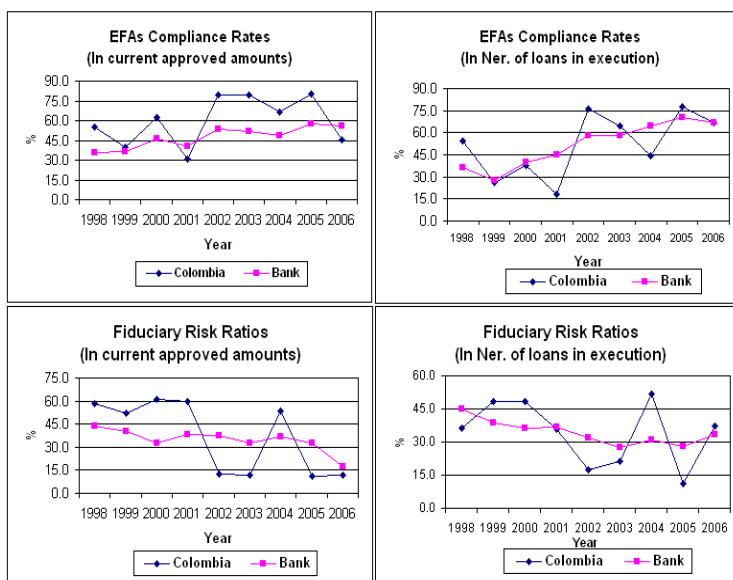 EFAs Compliance Rates
(In current approved amounts)
90.0
75.0
60.0
45.0
30.0
15.0
0.0
%
1998 1999 2000 2001 2002 2003 2004 2005 2006
Year
Colombia Bank
EFAs Compliance Rates
(In Ner. of loans in execution)
90.0
75.0
60.0
45.0
30.0
15.0
0.0
%
1998 1999 2000 2001 2002 2003 2004 2005 2006
Year
Colombia Bank
Fiduciary Risk Ratios
(In current approved amounts)
75.0
60.0
45.0
30.0
15.0
0.0
%
1998 1999 2000 2001 2002 2003 2004 2005 2006
Year
Colombia Bank
Fiduciary Risk Ratios
(In Ner. of loans in execution)
60.0
45.0
30.0
15.0
0.0
%
1998 1999 2000 2001 2002 2003 2004 2005 2006
Year
Colombia Bank